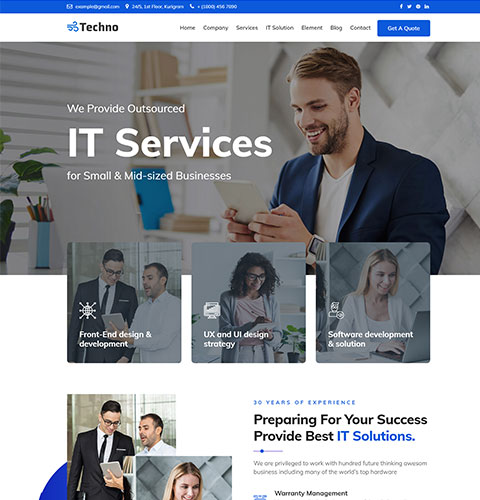 example@gmail.com 24/5, 1st Floor, Kurigram + (1800) 456 7890
Techno
Home Company Services IT Solution Element Blog Contact Get A Quote
We Provide Outsourced
IT Services
for Small & Mid-sized Businesses
Front-End design &
development
UX and UI design
strategy
Software development
& solution
30 YEARS OF EXPERIENCE
Preparing For Your Success
Provide Best IT Solutions.
We are privileged to work with hundred future thinking awesom
business including many of the world's top hardware.
Warranty Management